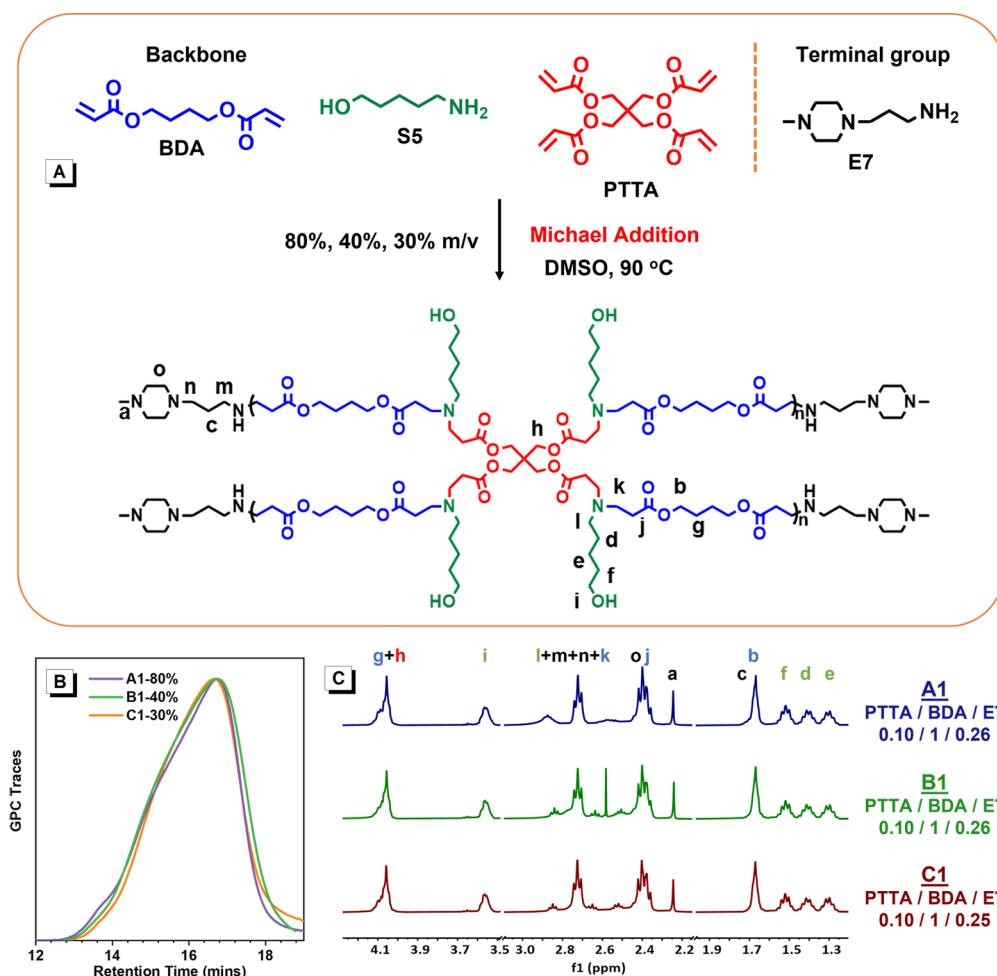 Backbone
Terminal group
BDA
HO
NH2
S5
PTTA
N
N
NH2
E7
A
80%, 40%, 30% m/v
Michael Addition
DMSO, 90 °C
HO
OH
o
n
m
a
c
h
k
b
j
g
l
d
e
f
i
n
n
HO
OH
B
A1-80%
B1-40%
C1-30%
GPC Traces
12
14
16
18
Retention Time (mins)
C
g+h
i
l+m+n+k
o j
a
c
b
f
d
e
A1
PTTA / BDA / E
0.10 / 1 / 0.26
B1
PTTA / BDA / E
0.10 / 1 / 0.26
C1
PTTA / BDA / E
0.10 / 1 / 0.25
4.1 3.9 3.7 3.5 3.0 2.8 2.6 2.4 2.2 1.9 1.7 1.5 1.3
f1 (ppm)